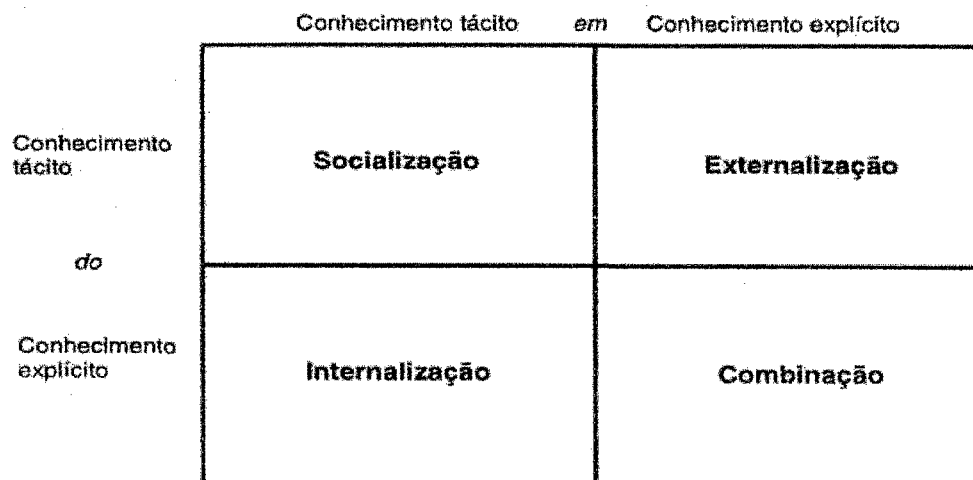 Conhecimento tácito em Conhecimento explícito
Conhecimento
tácito
Socialização
Externalização
do
Conhecimento
explícito
Internalização
Combinação